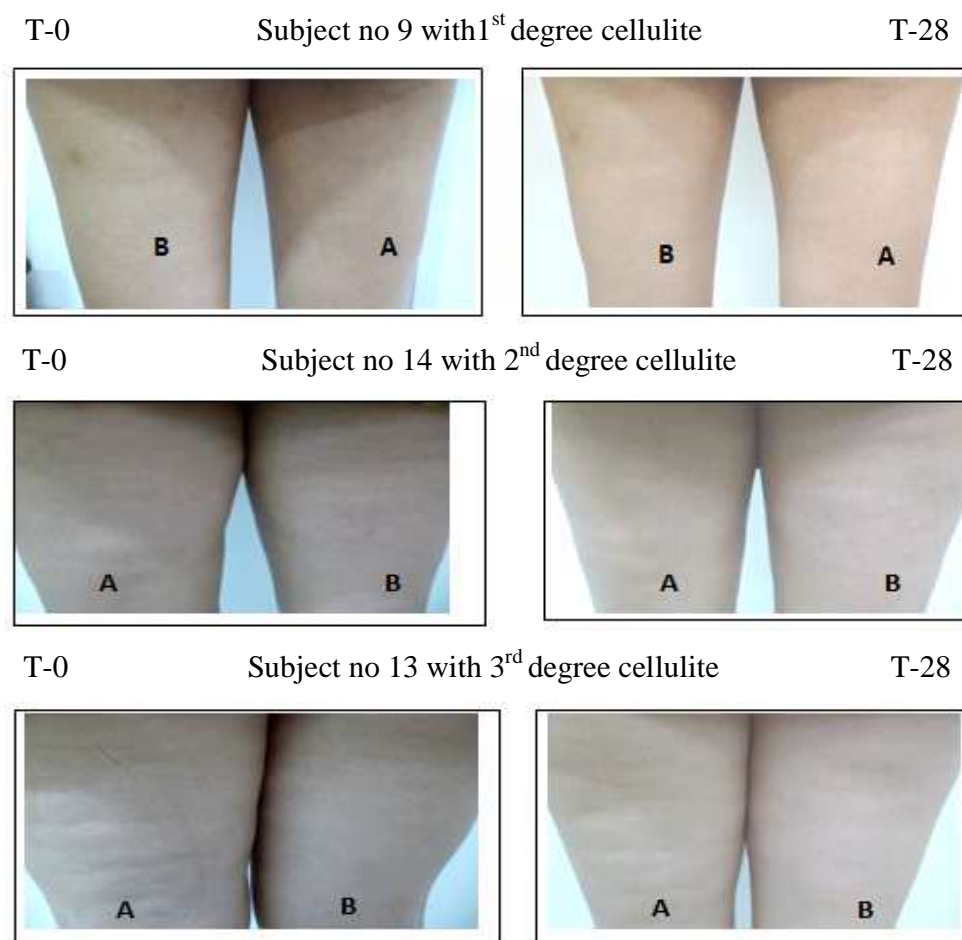 T-0 Subject no 9 with1st degree cellulite T-28
B A B A
T-0 Subject no 14 with 2nd degree cellulite T-28
A B A B
T-0 Subject no 13 with 3rd degree cellulite T-28
A B A B